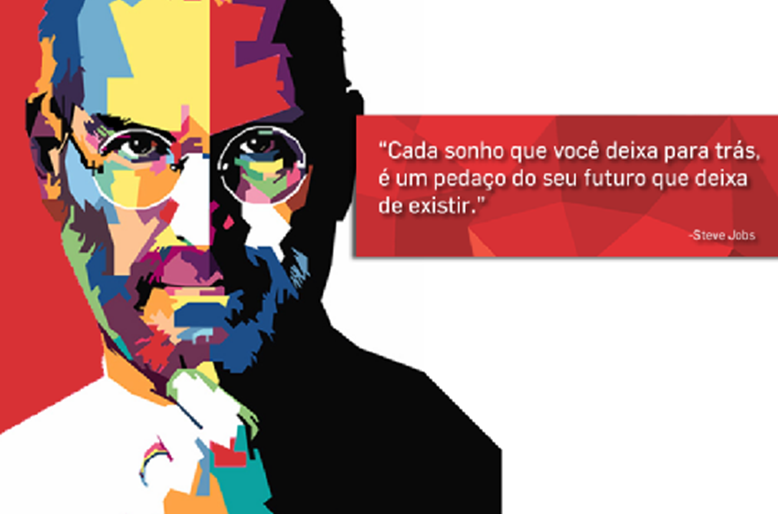 “Cada sonho que você deixa para trás,
é um pedaço do seu futuro que deixa
de existir.”
-Steve Jobs